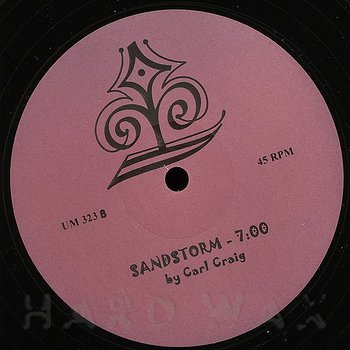 UM 323 B
45 RPM
SANDSTORM - 7:00
by Carl Craig
HARD WAX